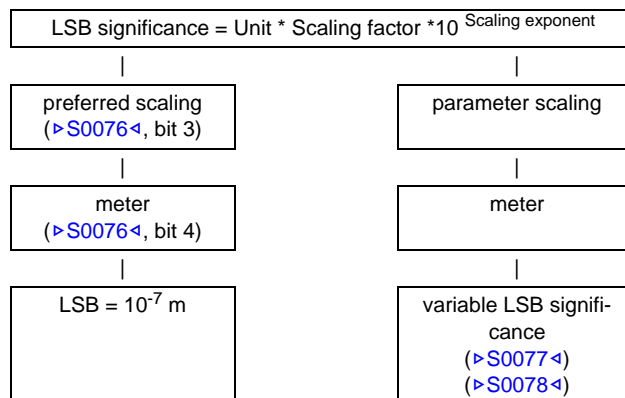 LSB significance = Unit * Scaling factor *10 Scaling exponent
preferred scaling
(▹S0076◃, bit 3)
parameter scaling
meter
(▹S0076◃, bit 4)
meter
LSB = 10-7 m
variable LSB signifi-
cance
(▹S0077◃)
(▹S0078◃)